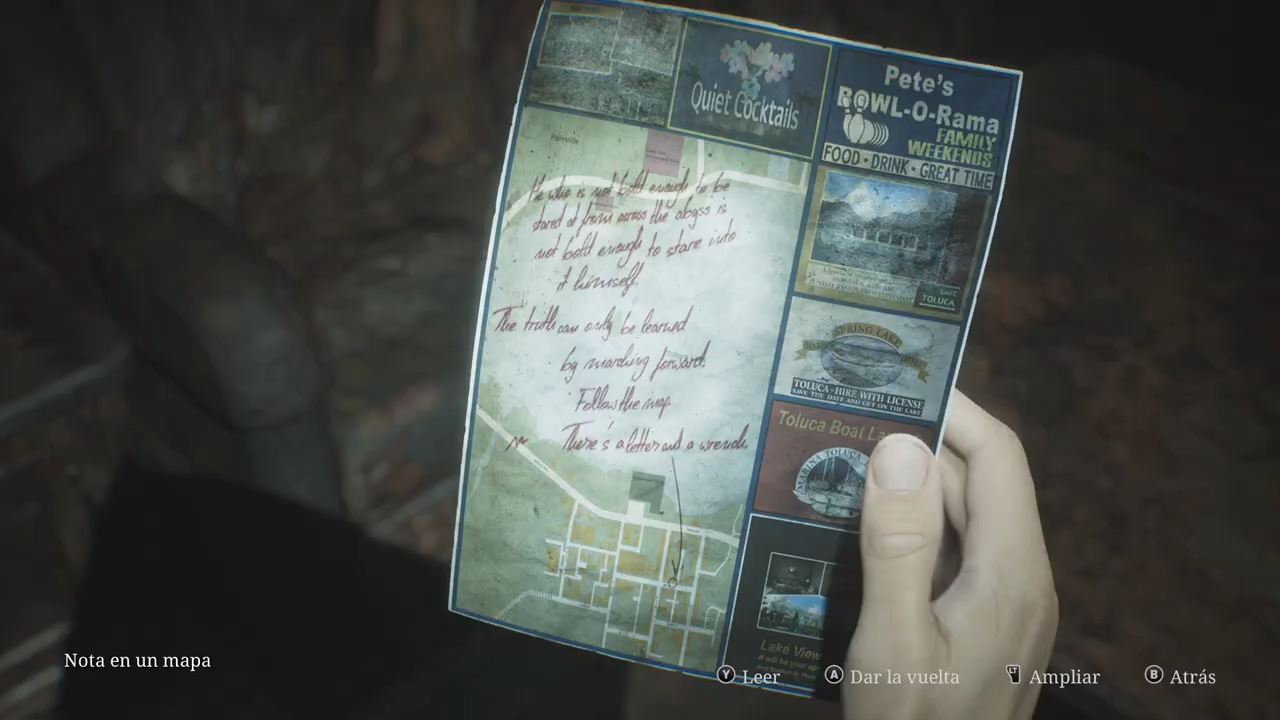 Quiet Cocktails
Pete's
BOWL-O-Rama
FAMILY
WEEKENDS
FOOD • DRINK • GREAT TIME
He who is not bold enough to be
stared at from across the abyss is
not bold enough to stare into
it himself.
The truth can only be learned
by marching forward.
Follow the map.
There's a letter and a wrench
LAKE
TOLUCA
SPRING LAKE
TOLUCA - HIRE WITH LICENSE
SAVE THE DATE AND GET ON THE LAKE
Toluca Boat
MARINA TOLUCA
Lake View
Nota en un mapa
Y Leer
A Dar la vuelta
LT Ampliar
B Atrás